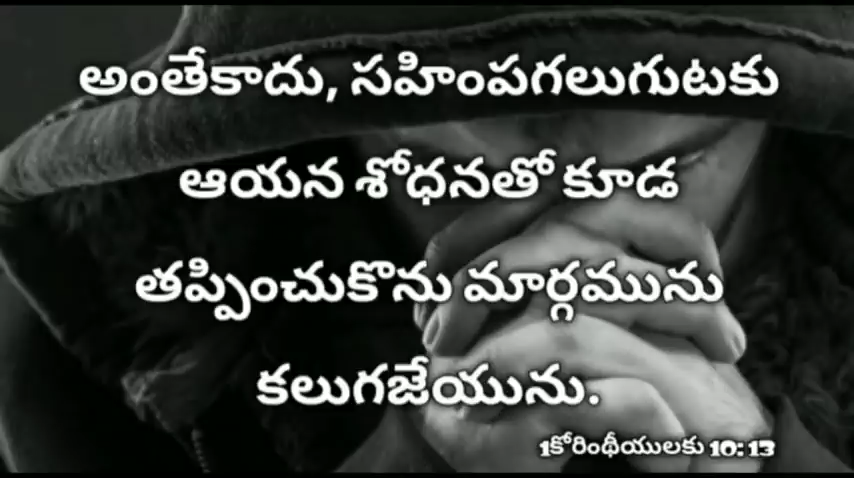 అంతేకాదు, సహింపగలుగుటకు
ఆయన శోధనతో కూడ
తప్పించుకొను మార్గమును
కలుగజేయును.
1కోరింథీయులకు 10:13